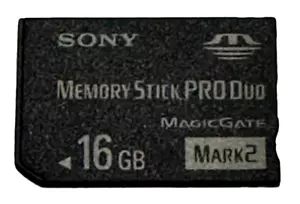 SONY
MEMORY STICK PRO DUO
MAGICGATE
16 GB MARK2